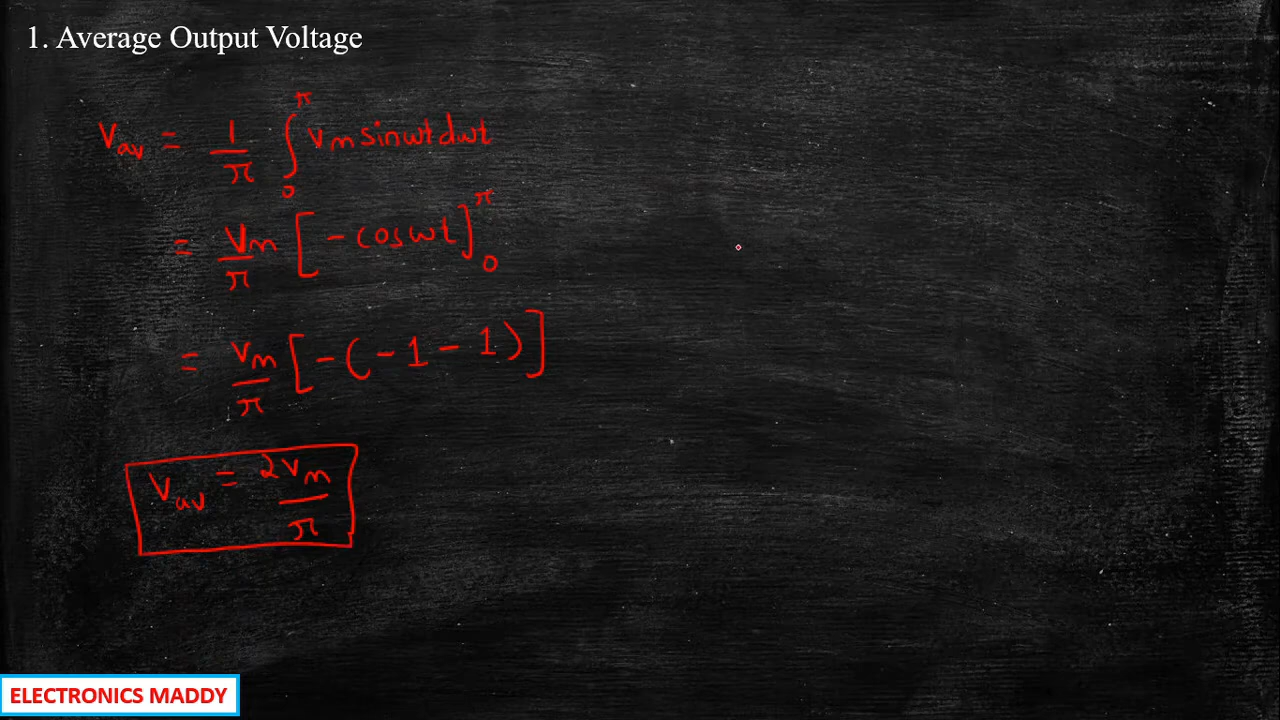 1. Average Output Voltage
Vav = 1/π ∫₀^π Vm sinωt dωt
= Vm/π [-cosωt]₀^π
= Vm/π [-(-1-1)]
Vav = 2Vm/π
ELECTRONICS MADDY